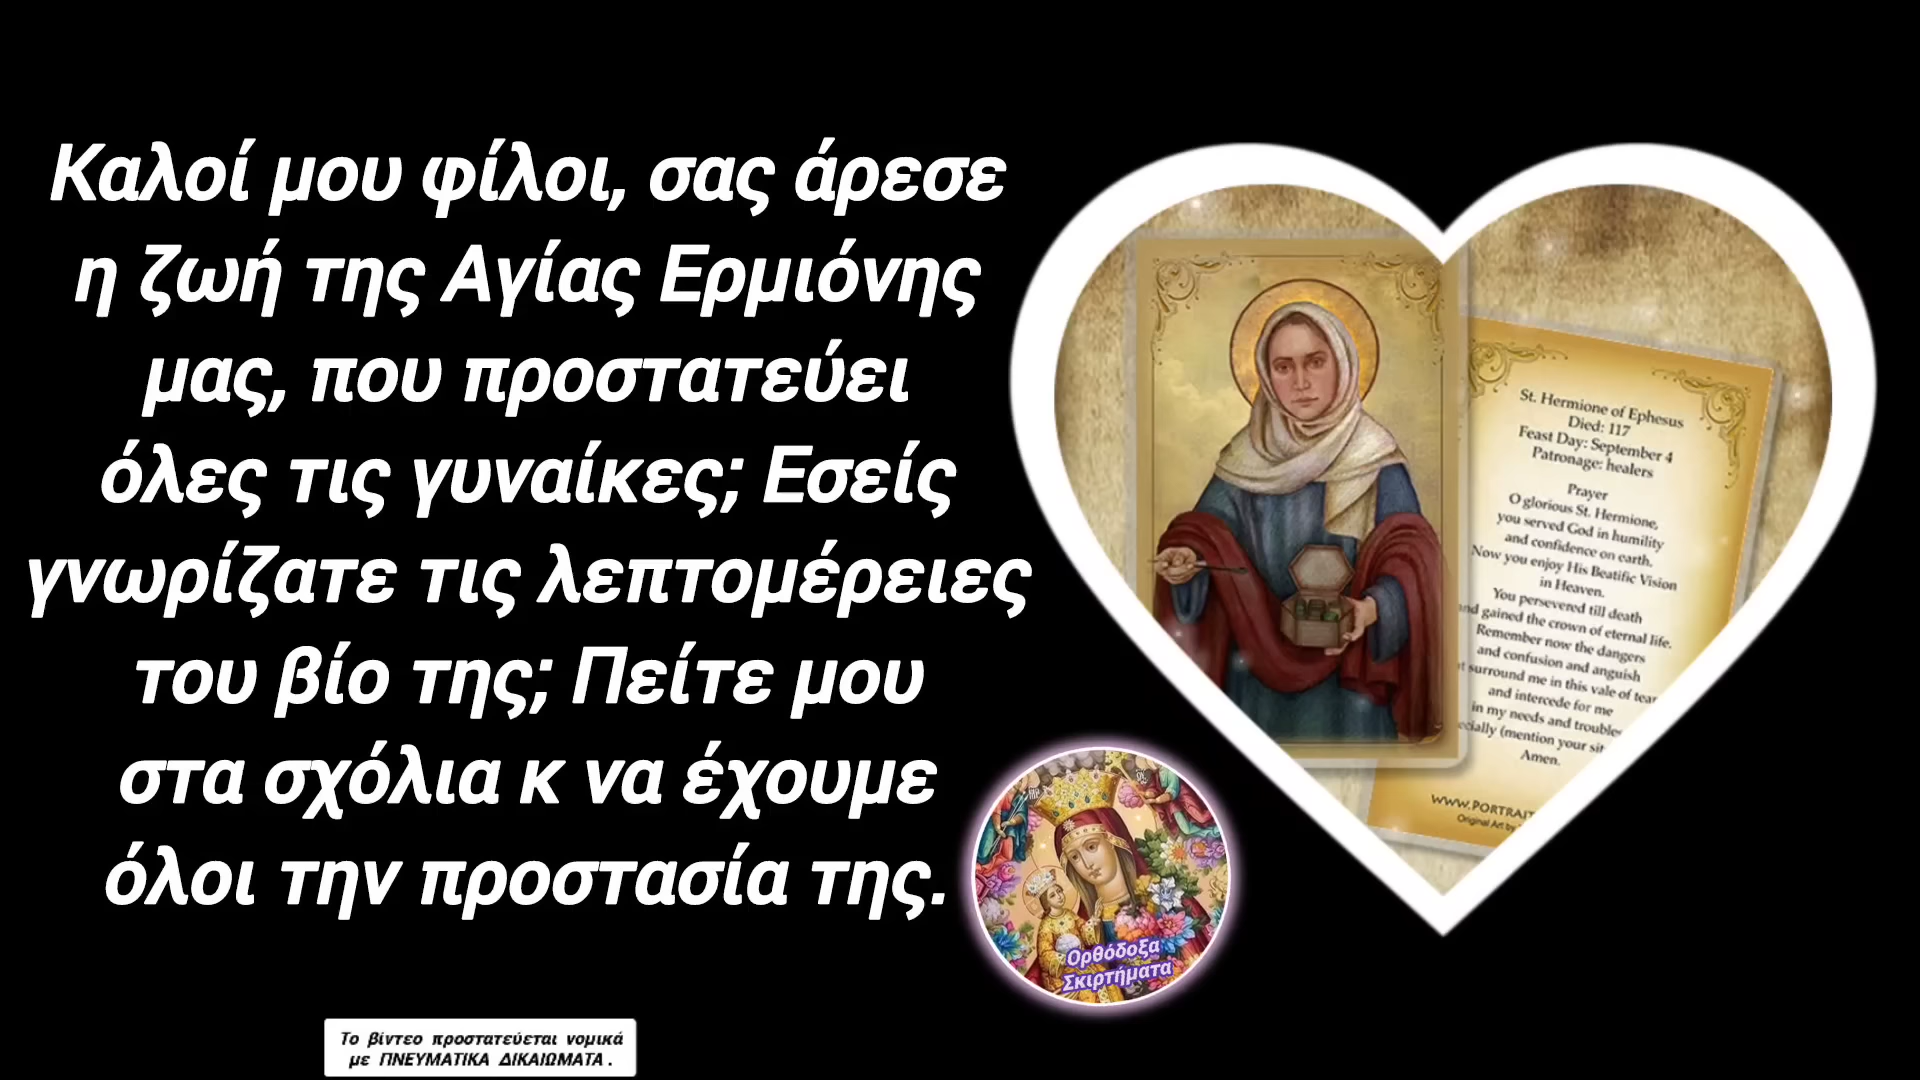 Καλοί μου φίλοι, σας άρεσε
η ζωή της Αγίας Ερμιόνης
μας, που προστατεύει
όλες τις γυναίκες; Εσείς
γνωρίζατε τις λεπτομέρειες
του βίο της; Πείτε μου
στα σχόλια κ να έχουμε
όλοι την προστασία της.
St. Hermione of Ephesus
Died: 117
Feast Day: September 4
Patronage: healers
Prayer
O glorious St. Hermione,
you served God in humility
and confidence on earth.
Now you enjoy His Beatific Vision
in Heaven.
You persevered till death
and gained the crown of eternal life.
Remember now the dangers
and confusion and anguish
surround me in this vale of
and intercede for me
in my needs and
(mention your
Amen.
Original Art by
Ορθόδοξα
Σκιρτήματα
Το βίντεο προστατεύεται νομικά
με ΠΝΕΥΜΑΤΙΚΑ ΔΙΚΑΙΩΜΑΤΑ.